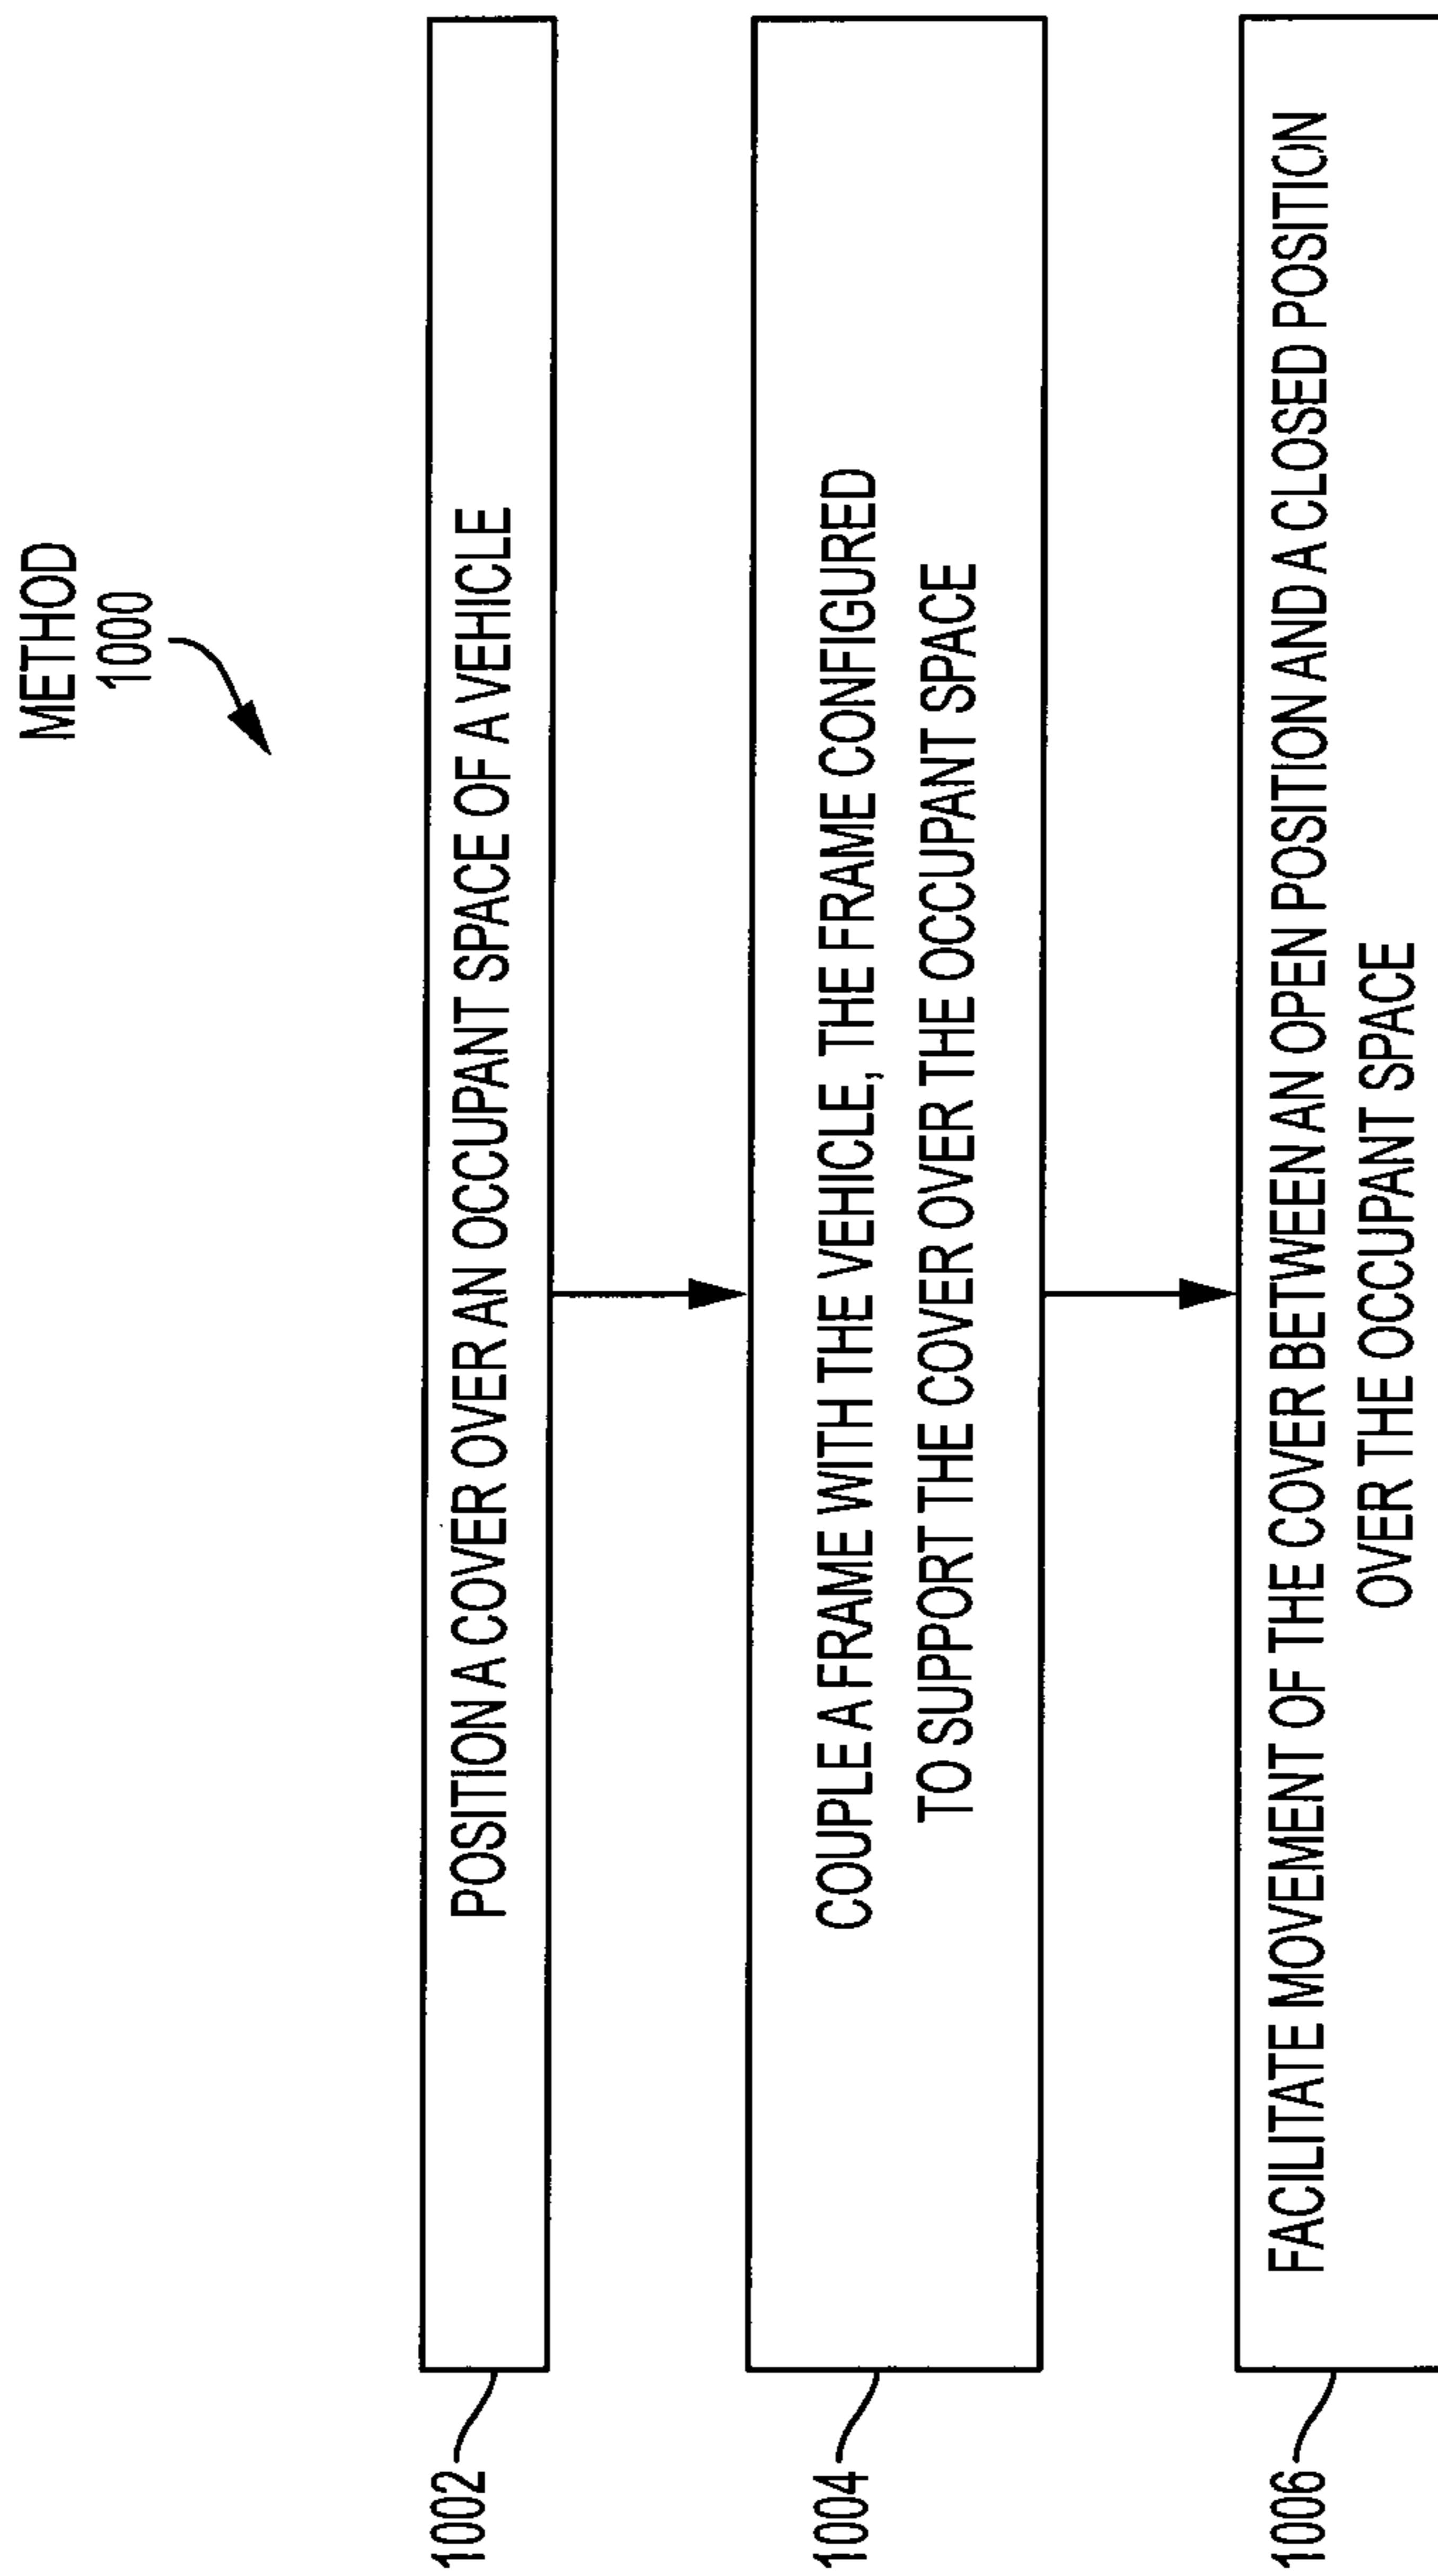 METHOD
1000
1002
POSITION A COVER OVER AN OCCUPANT SPACE OF A VEHICLE
1004
COUPLE A FRAME WITH THE VEHICLE, THE FRAME CONFIGURED
TO SUPPORT THE COVER OVER THE OCCUPANT SPACE
1006
FACILITATE MOVEMENT OF THE COVER BETWEEN AN OPEN POSITION AND A CLOSED POSITION
OVER THE OCCUPANT SPACE